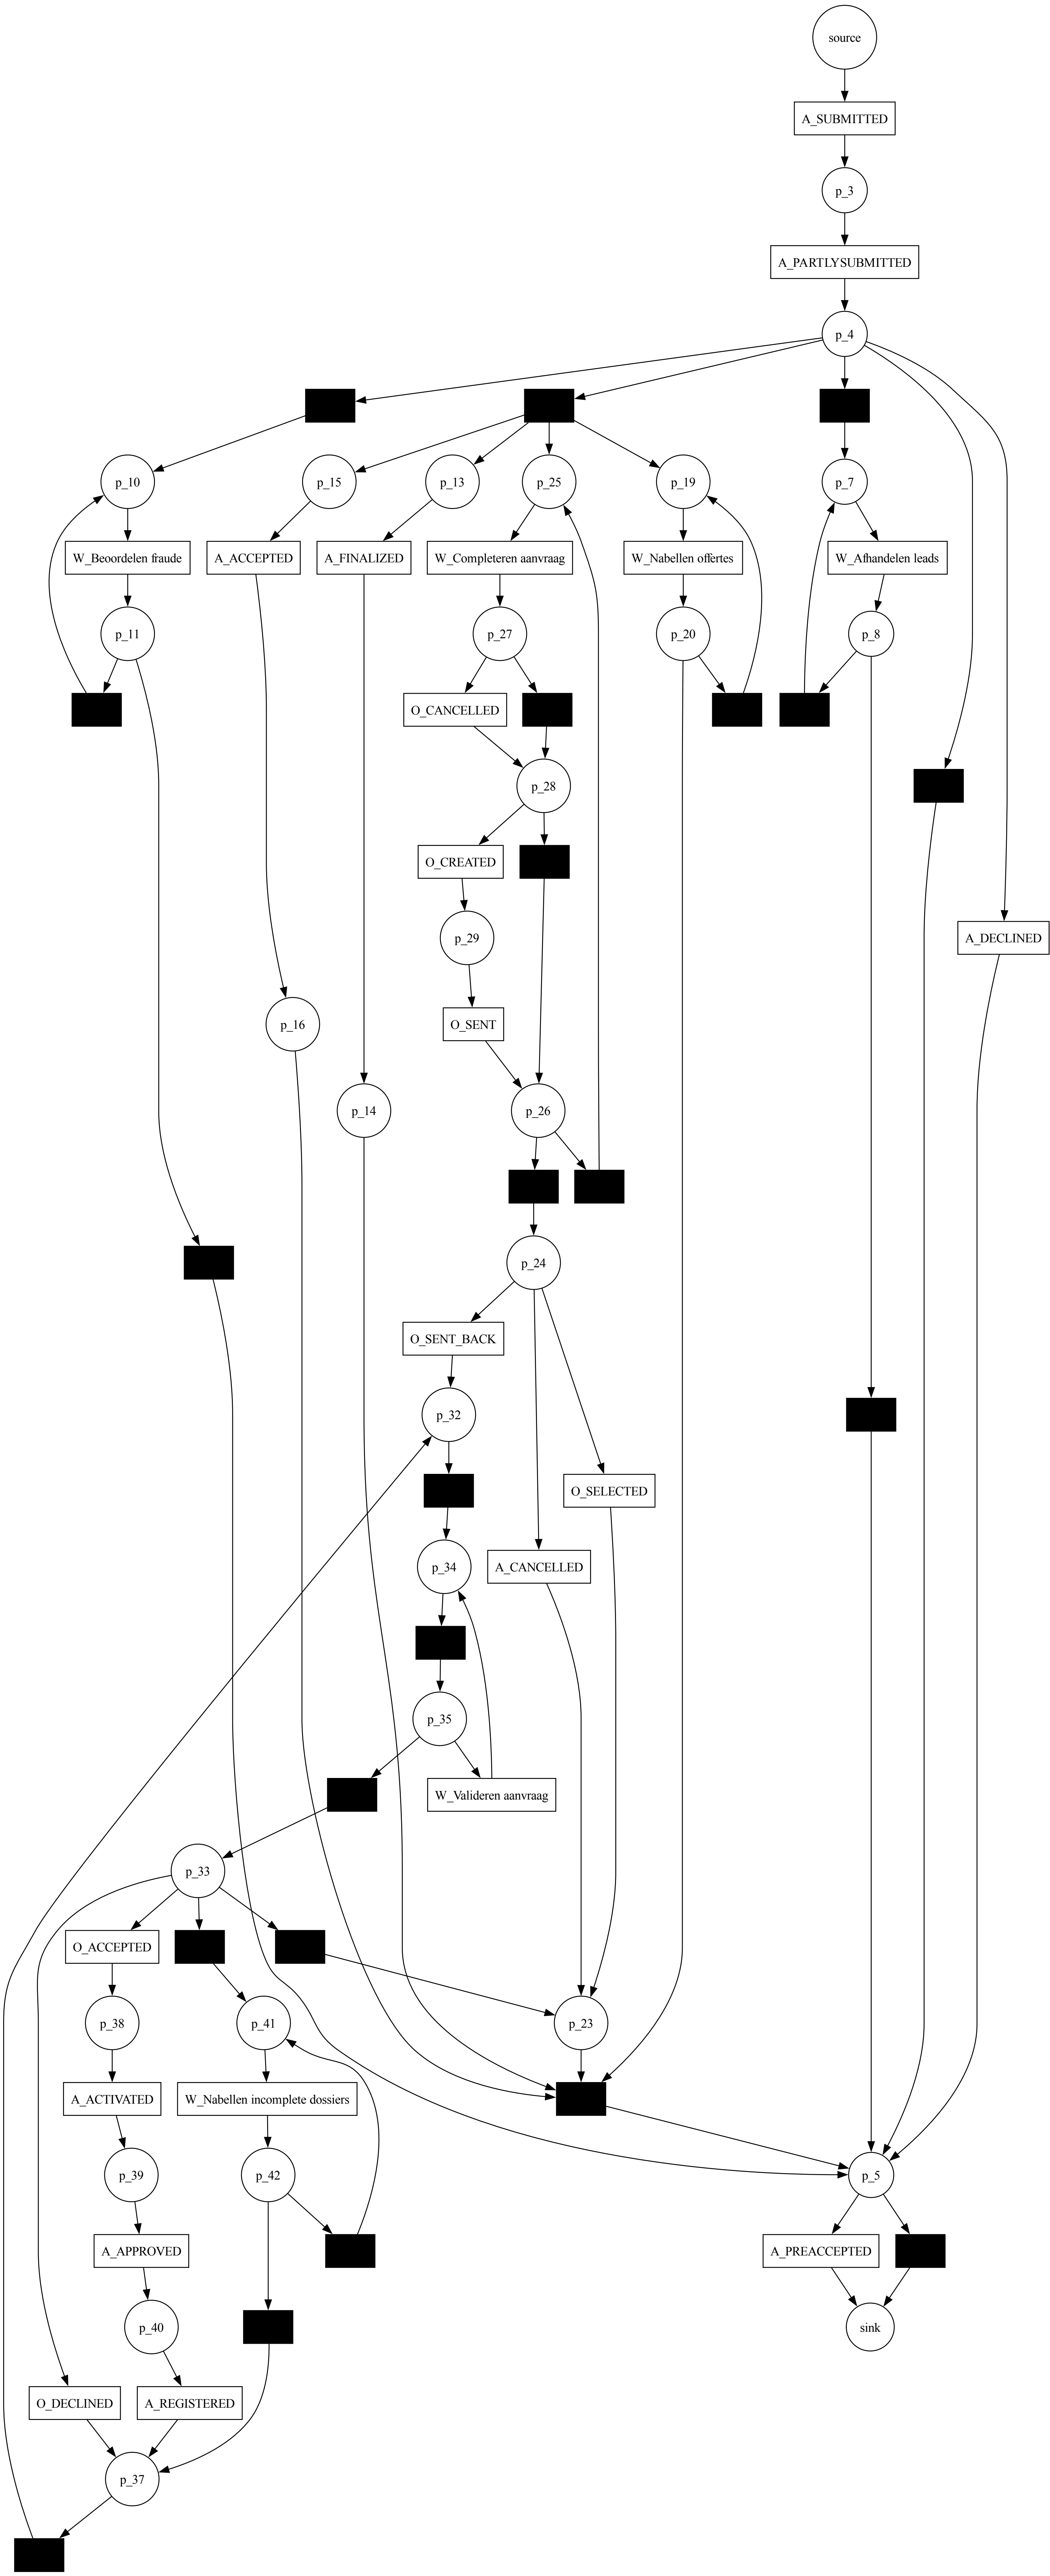 source
A_SUBMITTED
p_3
A_PARTLYSUBMITTED
p_4
p_10
p_15
p_13
p_25
p_19
p_7
W_Beoordelen fraude
A_ACCEPTED
A_FINALIZED
W_Completeren aanvraag
W_Nabellen offertes
W_Afhandelen leads
p_11
p_27
p_20
p_8
O_CANCELLED
p_28
O_CREATED
p_29
A_DECLINED
p_16
O_SENT
p_14
p_26
p_24
O_SENT_BACK
p_32
O_SELECTED
p_34
A_CANCELLED
p_35
W_Valideren aanvraag
p_33
O_ACCEPTED
p_38
p_41
p_23
A_ACTIVATED
W_Nabellen incomplete dossiers
p_39
p_42
p_5
A_APPROVED
A_PREACCEPTED
p_40
sink
O_DECLINED
A_REGISTERED
p_37